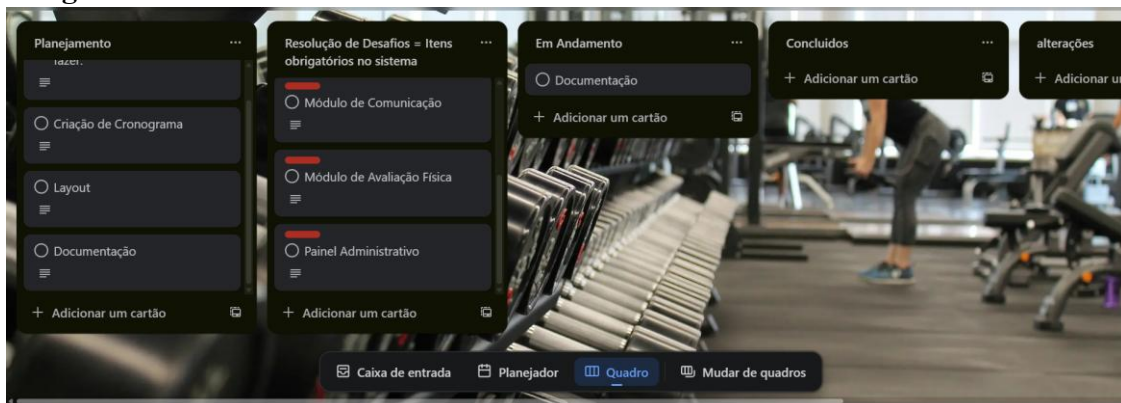 Planejamento
fazer.
Criação de Cronograma
Layout
Documentação
+ Adicionar um cartão
Resolução de Desafios = Itens
obrigatórios no sistema
Módulo de Comunicação
Módulo de Avaliação Física
Painel Administrativo
+ Adicionar um cartão
Em Andamento
Documentação
+ Adicionar um cartão
Concluidos
+ Adicionar um cartão
alterações
+ Adicionar u
Caixa de entrada
Planejador
Quadro
Mudar de quadros